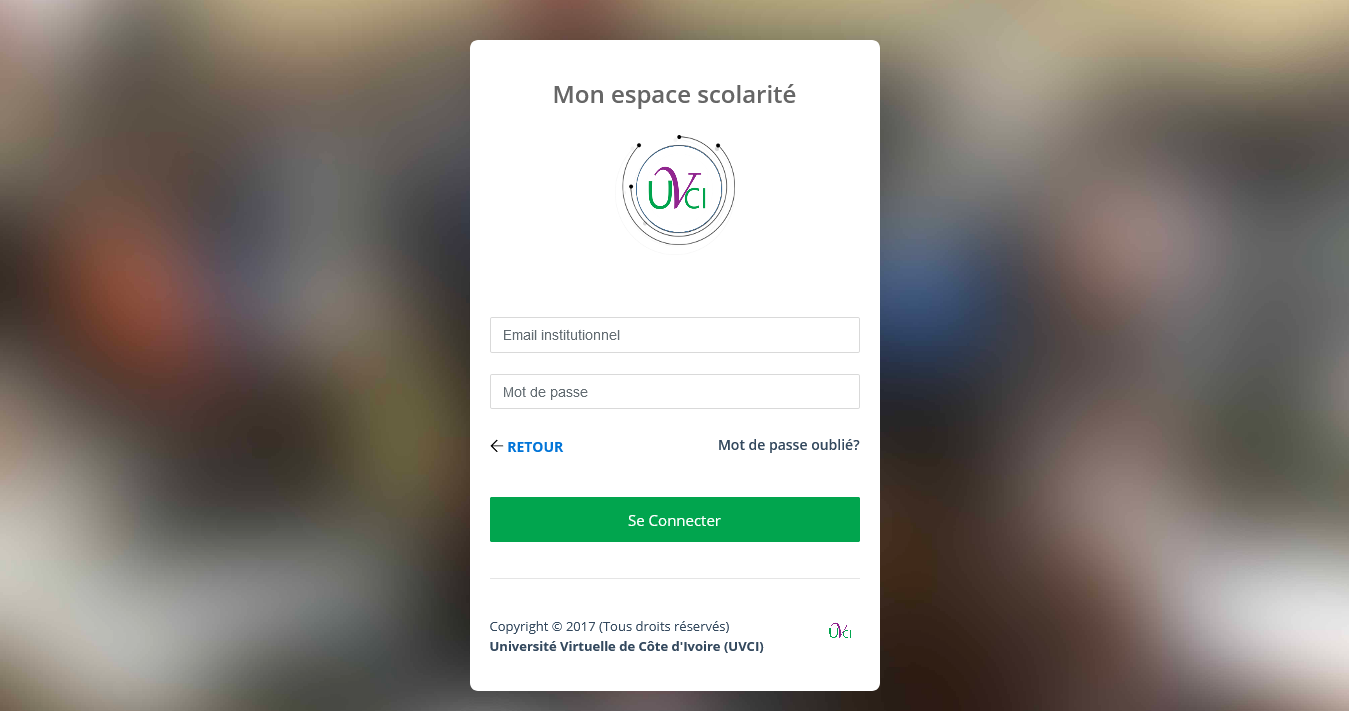 Mon espace scolarité
UVCI
Email institutionnel
Mot de passe
RETOUR
Mot de passe oublié?
Se Connecter
Copyright © 2017 (Tous droits réservés)
UVCI
Université Virtuelle de Côte d'Ivoire (UVCI)